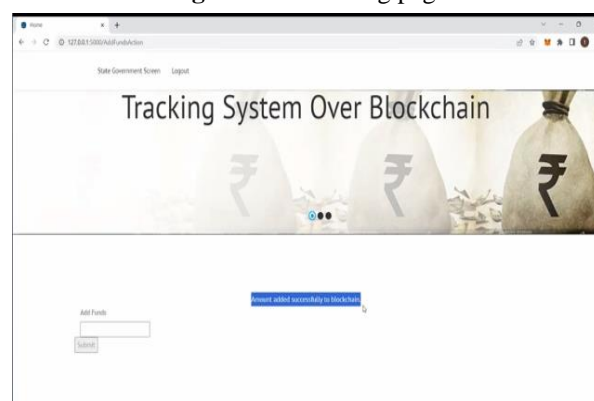 Home
127.0.0.1:5000/AddFundsAction
State Government Screen Logout
Tracking System Over Blockchain
₹ ₹ ₹
Amount added successfully to blockchain.
Add Funds
Submit